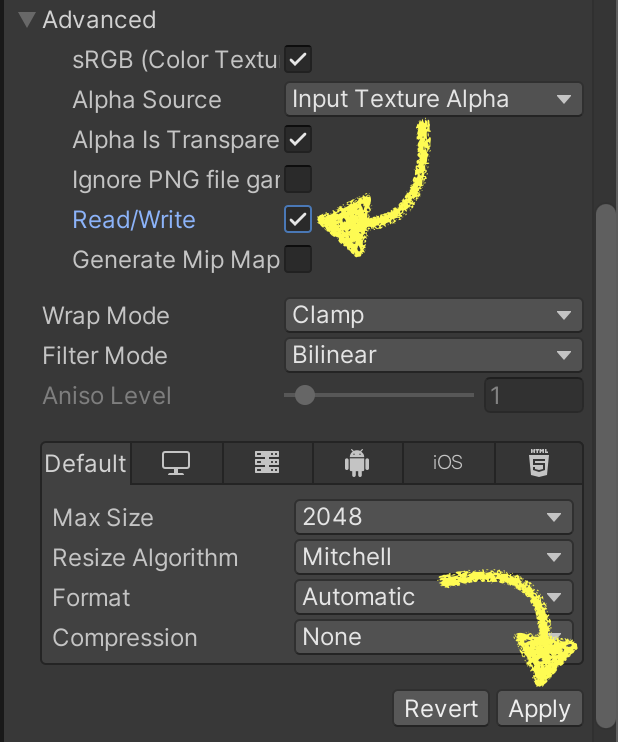 Advanced
sRGB (Color Textu
Alpha Source Input Texture Alpha
Alpha Is Transpare
Ignore PNG file gar
Read/Write
Generate Mip Map
Wrap Mode Clamp
Filter Mode Bilinear
Aniso Level 1
Default iOS HTML 5
Max Size 2048
Resize Algorithm Mitchell
Format Automatic
Compression None
Revert Apply